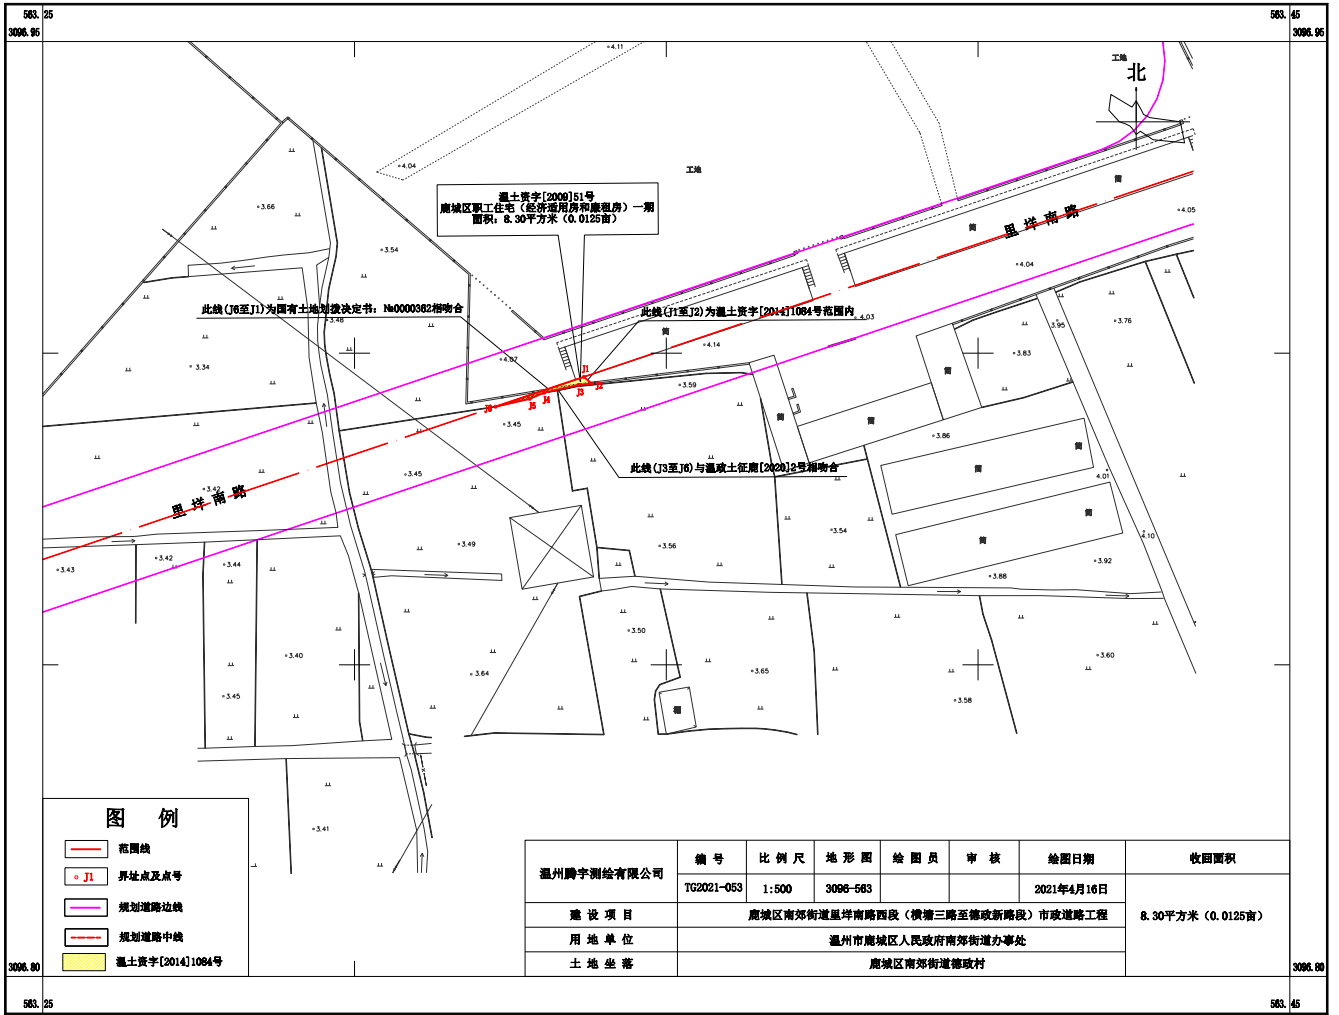 563. 25
563. 45
3096. 95
3096. 95
4.11
工地
北
4.04
工地
温土资字[2009]51号
鹿城区职工住宅（经济适用房和廉租房）一期
面积：8.30平方米（0.0125亩）
3.66
3.54
里垟南路
4.05
4.04
此线(J6至J1)为国有土地划拨决定书：№0000362相吻合
此线(J1至J2)为温土资字[2014]1084号范围内
3.48
4.03
3.95
3.76
4.14
3.83
4.07
3.34
J1
J2
J3
J4
J5
J6
3.59
3.45
3.86
此线(J3至J6)与温政土征鹿[2020]2号相吻合
3.45
4.01
3.42
里垟南路
3.54
3.49
3.56
4.10
3.42
3.44
3.43
3.92
3.88
3.50
3.40
3.60
3.64
3.65
3.45
3.58
3.41
图 例
范围线
J1 界址点及点号
规划道路边线
规划道路中线
温土资字[2014]1084号
温州腾宇测绘有限公司
编 号 比 例 尺 地 形 图 绘 图 员 审 核 绘图日期 收回面积
TG2021-053 1:500 3096-563 2021年4月16日
8.30平方米（0.0125亩）
建 设 项 目 鹿城区南郊街道里垟南路西段（横塘三路至德政新路段）市政道路工程
用 地 单 位 温州市鹿城区人民政府南郊街道办事处
土 地 坐 落 鹿城区南郊街道德政村
3096. 80
3096. 80
563. 25
563. 45